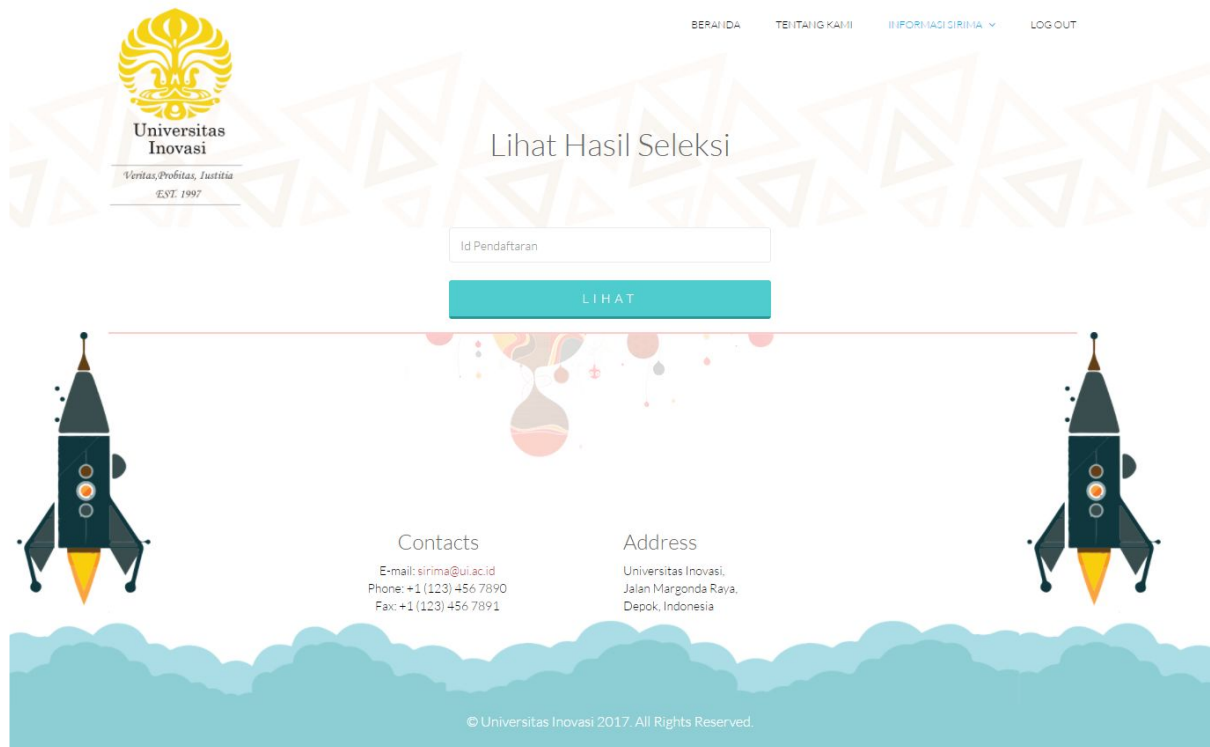 BERANDA
TENTANG KAMI
INFORMASI SIRIMA
LOG OUT
Universitas
Inovasi
Veritas,Probitas, Iustitia
EST. 1997
Lihat Hasil Seleksi
Id Pendaftaran
LIHAT
Contacts
E-mail: sirima@ui.ac.id
Phone: +1 (123) 456 7890
Fax: +1 (123) 456 7891
Address
Universitas Inovasi,
Jalan Margonda Raya,
Depok, Indonesia
© Universitas Inovasi 2017. All Rights Reserved.